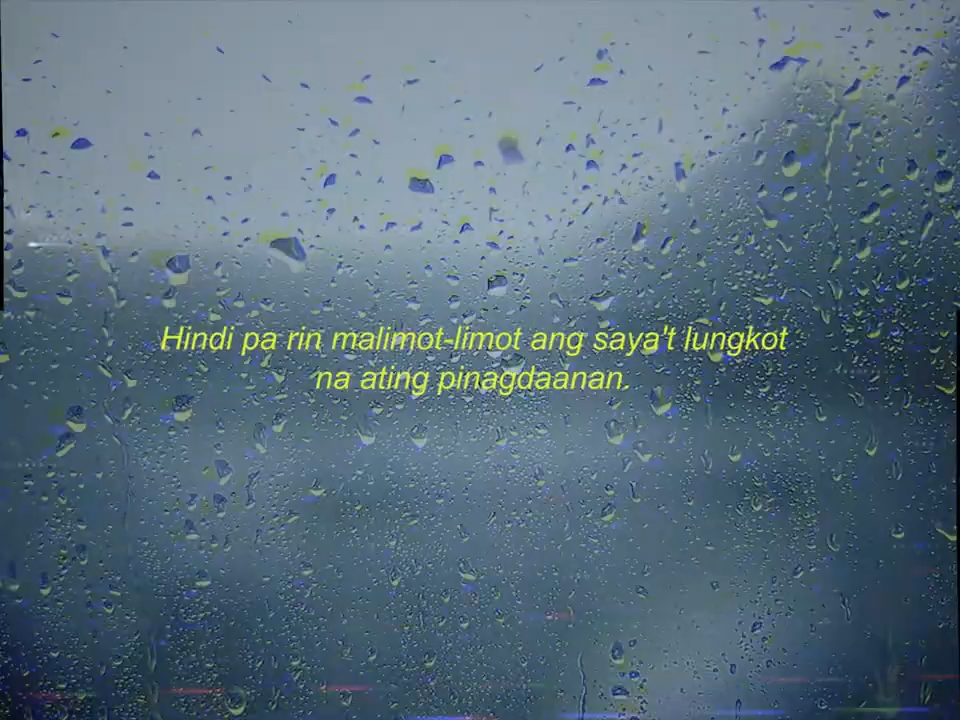 Hindi pa rin malimot-limot ang saya't lungkot
na ating pinagdaanan.